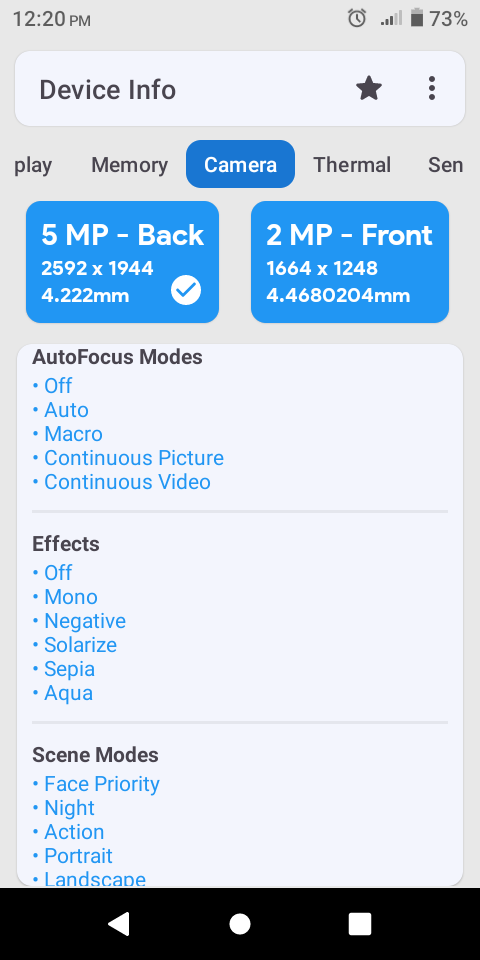 12:20 PM
73%
Device Info
play Memory Camera Thermal Sen
5 MP - Back
2592 x 1944
4.222mm
2 MP - Front
1664 x 1248
4.4680204mm
AutoFocus Modes
• Off
• Auto
• Macro
• Continuous Picture
• Continuous Video
Effects
• Off
• Mono
• Negative
• Solarize
• Sepia
• Aqua
Scene Modes
• Face Priority
• Night
• Action
• Portrait
• Landscape